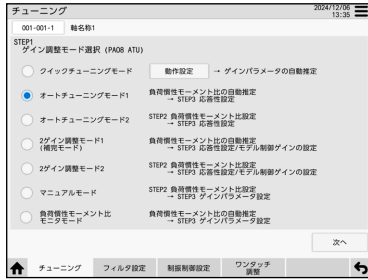 チューニング
2024/12/06
13:35
001-001-1 軸名称1
STEP1
ゲイン調整モード選択 (PA08 ATU)
クイックチューニングモード 動作設定 → ゲインパラメータの自動推定
オートチューニングモード1 負荷慣性モーメント比の自動推定
→ STEP3 応答性設定
オートチューニングモード2 STEP2 負荷慣性モーメント比設定
→ STEP3 応答性設定
2ゲイン調整モード1
(補完モード)
負荷慣性モーメント比の自動推定
→ STEP3 応答性設定/モデル制御ゲインの設定
2ゲイン調整モード2 STEP2 負荷慣性モーメント比設定
→ STEP3 応答性設定/モデル制御ゲインの設定
マニュアルモード STEP2 負荷慣性モーメント比設定
→ STEP3 ゲインパラメータ設定
負荷慣性モーメント比
モニタモード
負荷慣性モーメント比の自動推定
→ STEP3 ゲインパラメータ設定
次へ
チューニング フィルタ設定 制振制御設定 ワンタッチ
調整